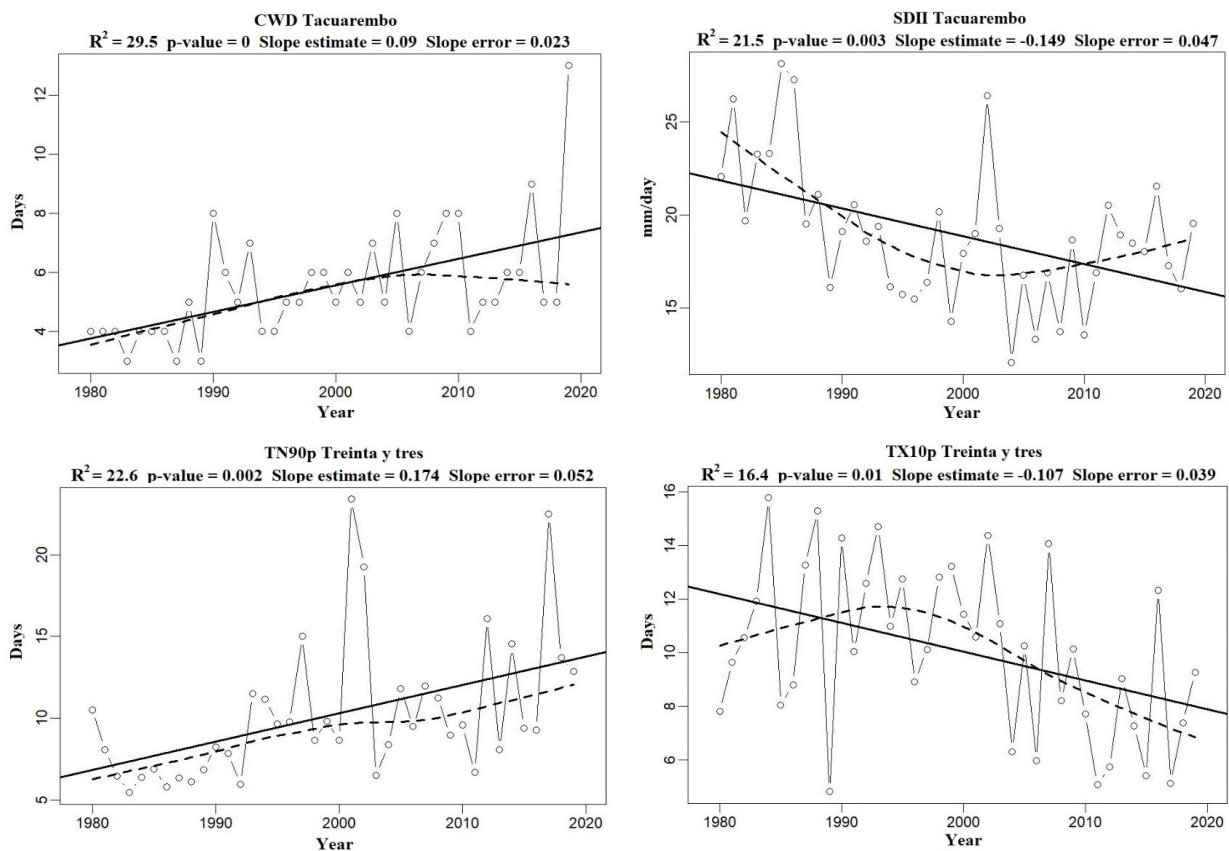 CWD Tacuarembo
R² = 29.5 p-value = 0 Slope estimate = 0.09 Slope error = 0.023
Days
12
10
8
6
4
1980 1990 2000 2010 2020
Year
SDII Tacuarembo
R² = 21.5 p-value = 0.003 Slope estimate = -0.149 Slope error = 0.047
mm/day
25
20
15
1980 1990 2000 2010 2020
Year
TN90p Treinta y tres
R² = 22.6 p-value = 0.002 Slope estimate = 0.174 Slope error = 0.052
Days
20
15
10
5
1980 1990 2000 2010 2020
Year
TX10p Treinta y tres
R² = 16.4 p-value = 0.01 Slope estimate = -0.107 Slope error = 0.039
Days
16
14
12
10
8
6
1980 1990 2000 2010 2020
Year